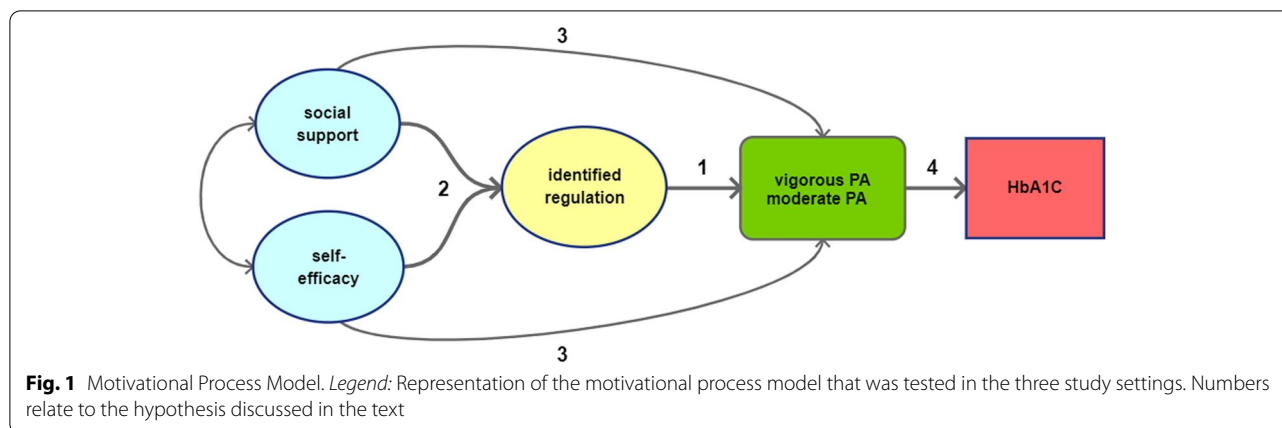 3
social
support
2
identified
regulation
1
vigorous PA
moderate PA
4
HbA1C
self-
efficacy
3
Fig. 1 Motivational Process Model. Legend: Representation of the motivational process model that was tested in the three study settings. Numbers
relate to the hypothesis discussed in the text